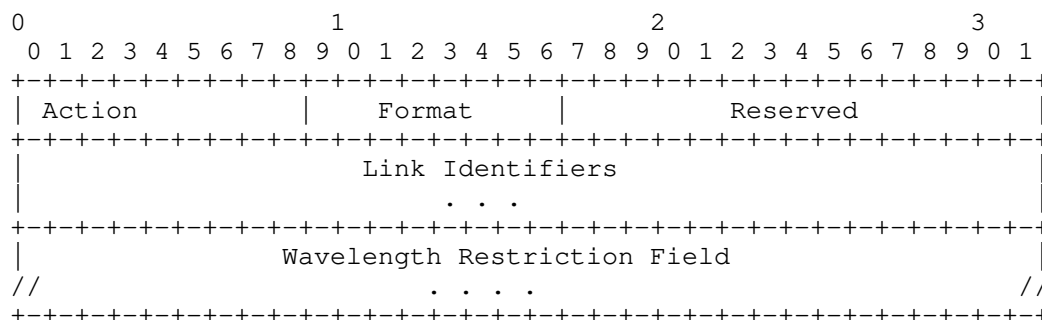 0                   1                   2                   3
 0 1 2 3 4 5 6 7 8 9 0 1 2 3 4 5 6 7 8 9 0 1 2 3 4 5 6 7 8 9 0 1
+-+-+-+-+-+-+-+-+-+-+-+-+-+-+-+-+-+-+-+-+-+-+-+-+-+-+-+-+-+-+-+-+
| Action          |    Format     |          Reserved           |
+-+-+-+-+-+-+-+-+-+-+-+-+-+-+-+-+-+-+-+-+-+-+-+-+-+-+-+-+-+-+-+-+
|                     Link Identifiers                          |
|                          . . .                                |
+-+-+-+-+-+-+-+-+-+-+-+-+-+-+-+-+-+-+-+-+-+-+-+-+-+-+-+-+-+-+-+-+
|                Wavelength Restriction Field                   |
//                        . . . .                              //
+-+-+-+-+-+-+-+-+-+-+-+-+-+-+-+-+-+-+-+-+-+-+-+-+-+-+-+-+-+-+-+-+